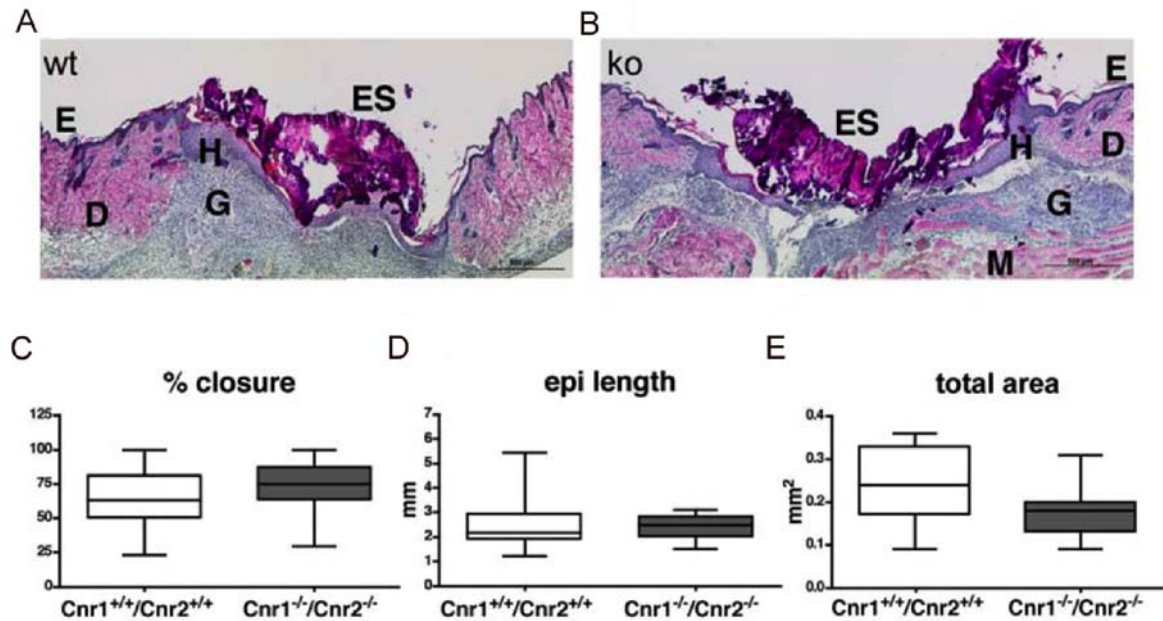 A
B
wt
ES
E
H
D
G
ko
E
ES
H
D
G
M
500 µm
C
D
E
% closure
epi length
total area
125
100
75
50
25
0
Cnr1+/+/Cnr2+/+
Cnr1-/-/Cnr2-/-
mm
7
6
5
4
3
2
1
0
Cnr1+/+/Cnr2+/+
Cnr1-/-/Cnr2-/-
mm2
0.4
0.3
0.2
0.1
0.0
Cnr1+/+/Cnr2+/+
Cnr1-/-/Cnr2-/-